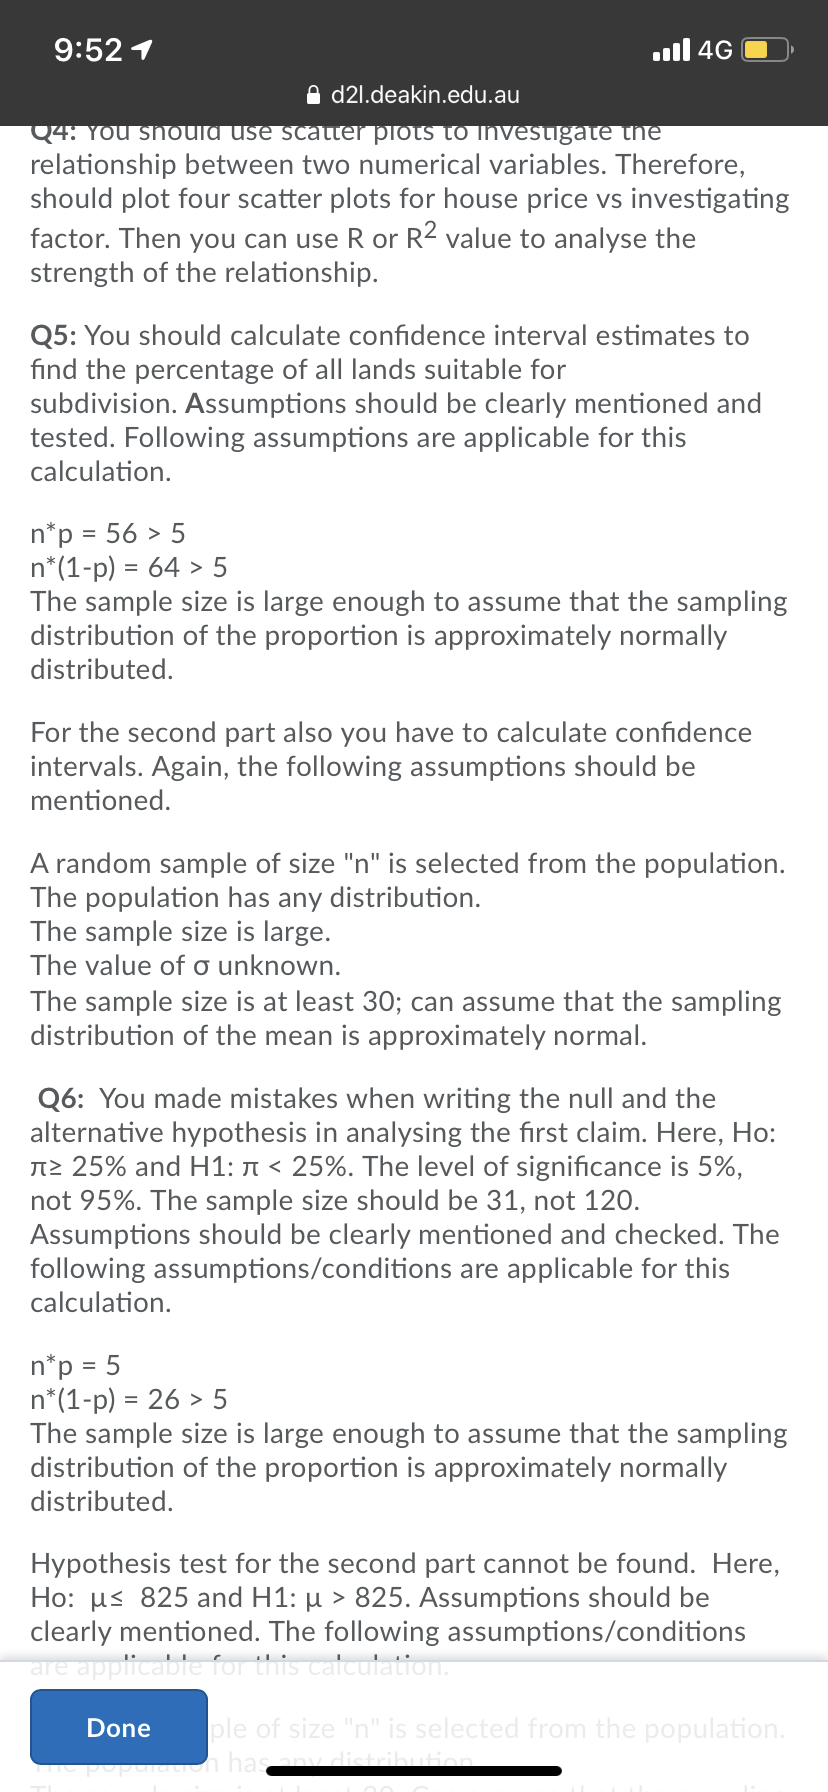 9:52
4G
d2l.deakin.edu.au
Q4: You should use scatter plots to investigate the
relationship between two numerical variables. Therefore,
should plot four scatter plots for house price vs investigating
factor. Then you can use R or R² value to analyse the
strength of the relationship.
Q5: You should calculate confidence interval estimates to
find the percentage of all lands suitable for
subdivision. Assumptions should be clearly mentioned and
tested. Following assumptions are applicable for this
calculation.
n*p = 56 > 5
n*(1-p) = 64 > 5
The sample size is large enough to assume that the sampling
distribution of the proportion is approximately normally
distributed.
For the second part also you have to calculate confidence
intervals. Again, the following assumptions should be
mentioned.
A random sample of size "n" is selected from the population.
The population has any distribution.
The sample size is large.
The value of σ unknown.
The sample size is at least 30; can assume that the sampling
distribution of the mean is approximately normal.
Q6: You made mistakes when writing the null and the
alternative hypothesis in analysing the first claim. Here, Ho:
π≥ 25% and H1: π < 25%. The level of significance is 5%,
not 95%. The sample size should be 31, not 120.
Assumptions should be clearly mentioned and checked. The
following assumptions/conditions are applicable for this
calculation.
n*p = 5
n*(1-p) = 26 > 5
The sample size is large enough to assume that the sampling
distribution of the proportion is approximately normally
distributed.
Hypothesis test for the second part cannot be found. Here,
Ho: μ≤ 825 and H1: μ > 825. Assumptions should be
clearly mentioned. The following assumptions/conditions
are applicable for this calculation.
Done
ple of size "n" is selected from the population.
has any distribution